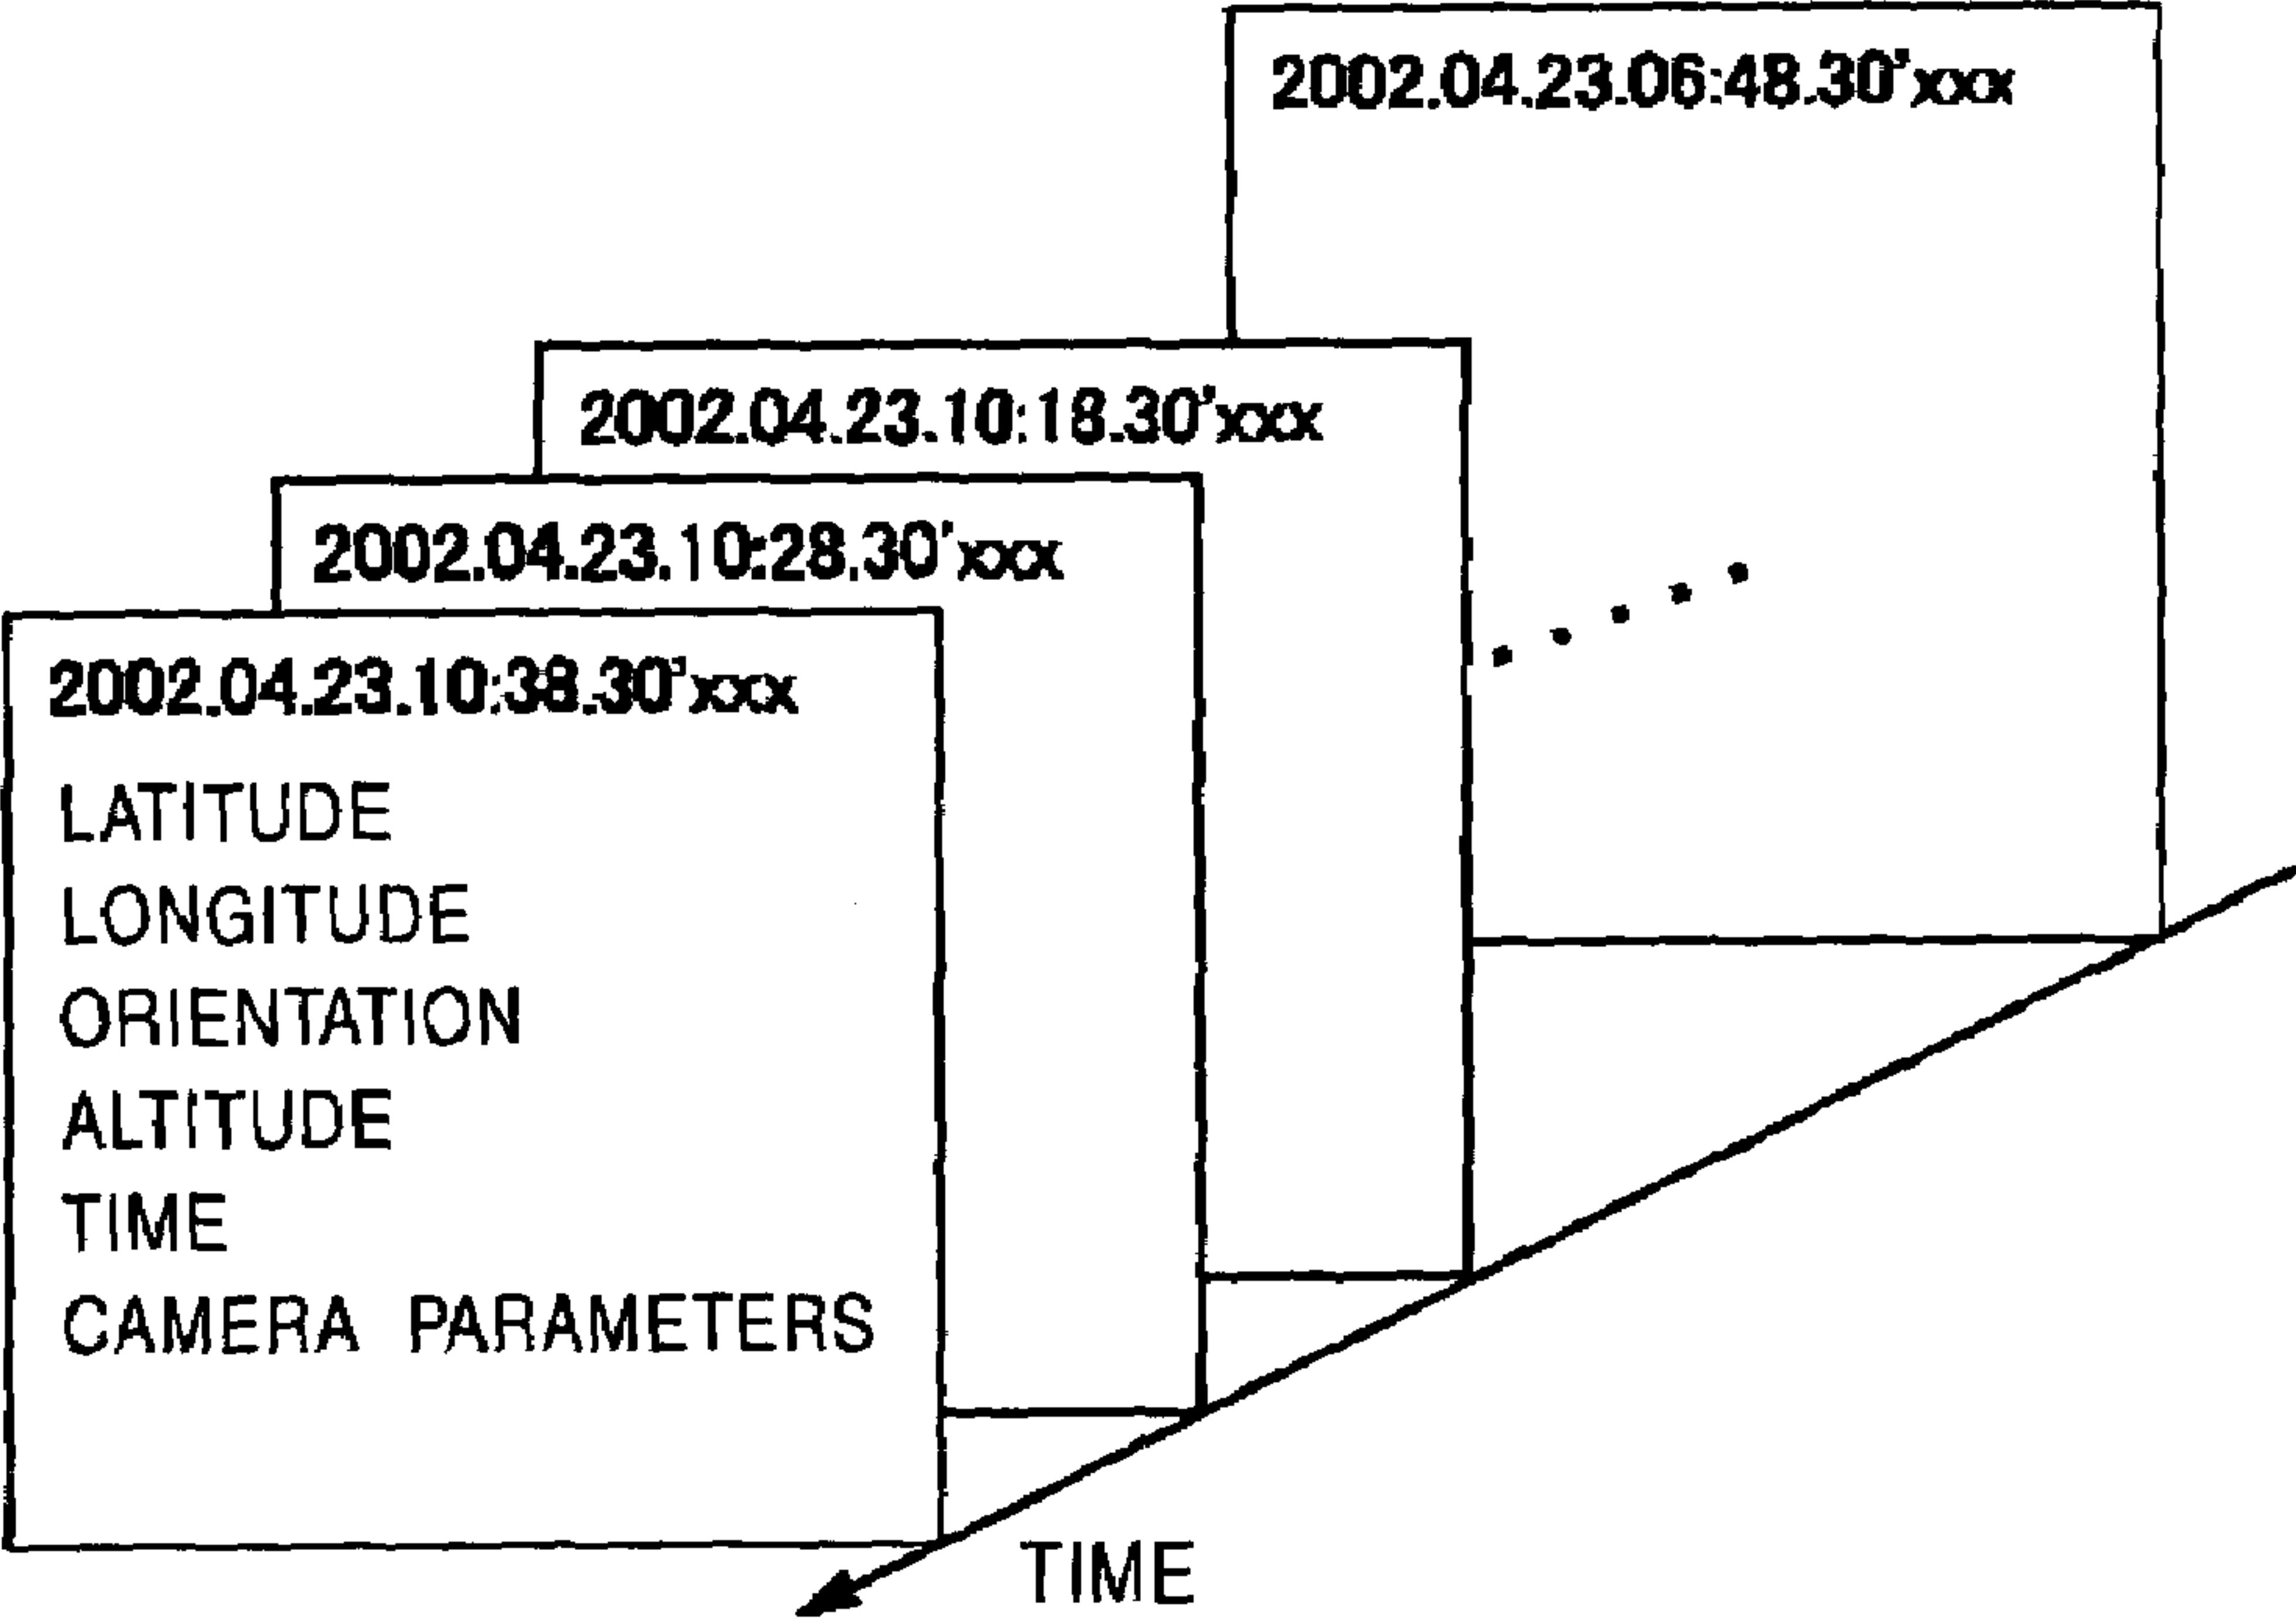 2002.04.23.06:48.30'xxx
2002.04.23.10:18.30'xxx
2002.04.23.10:28.30'xxx
2002.04.23.10:38.30'xxx
LATITUDE
LONGITUDE
ORIENTATION
ALTITUDE
TIME
CAMERA PARAMETERS
TIME